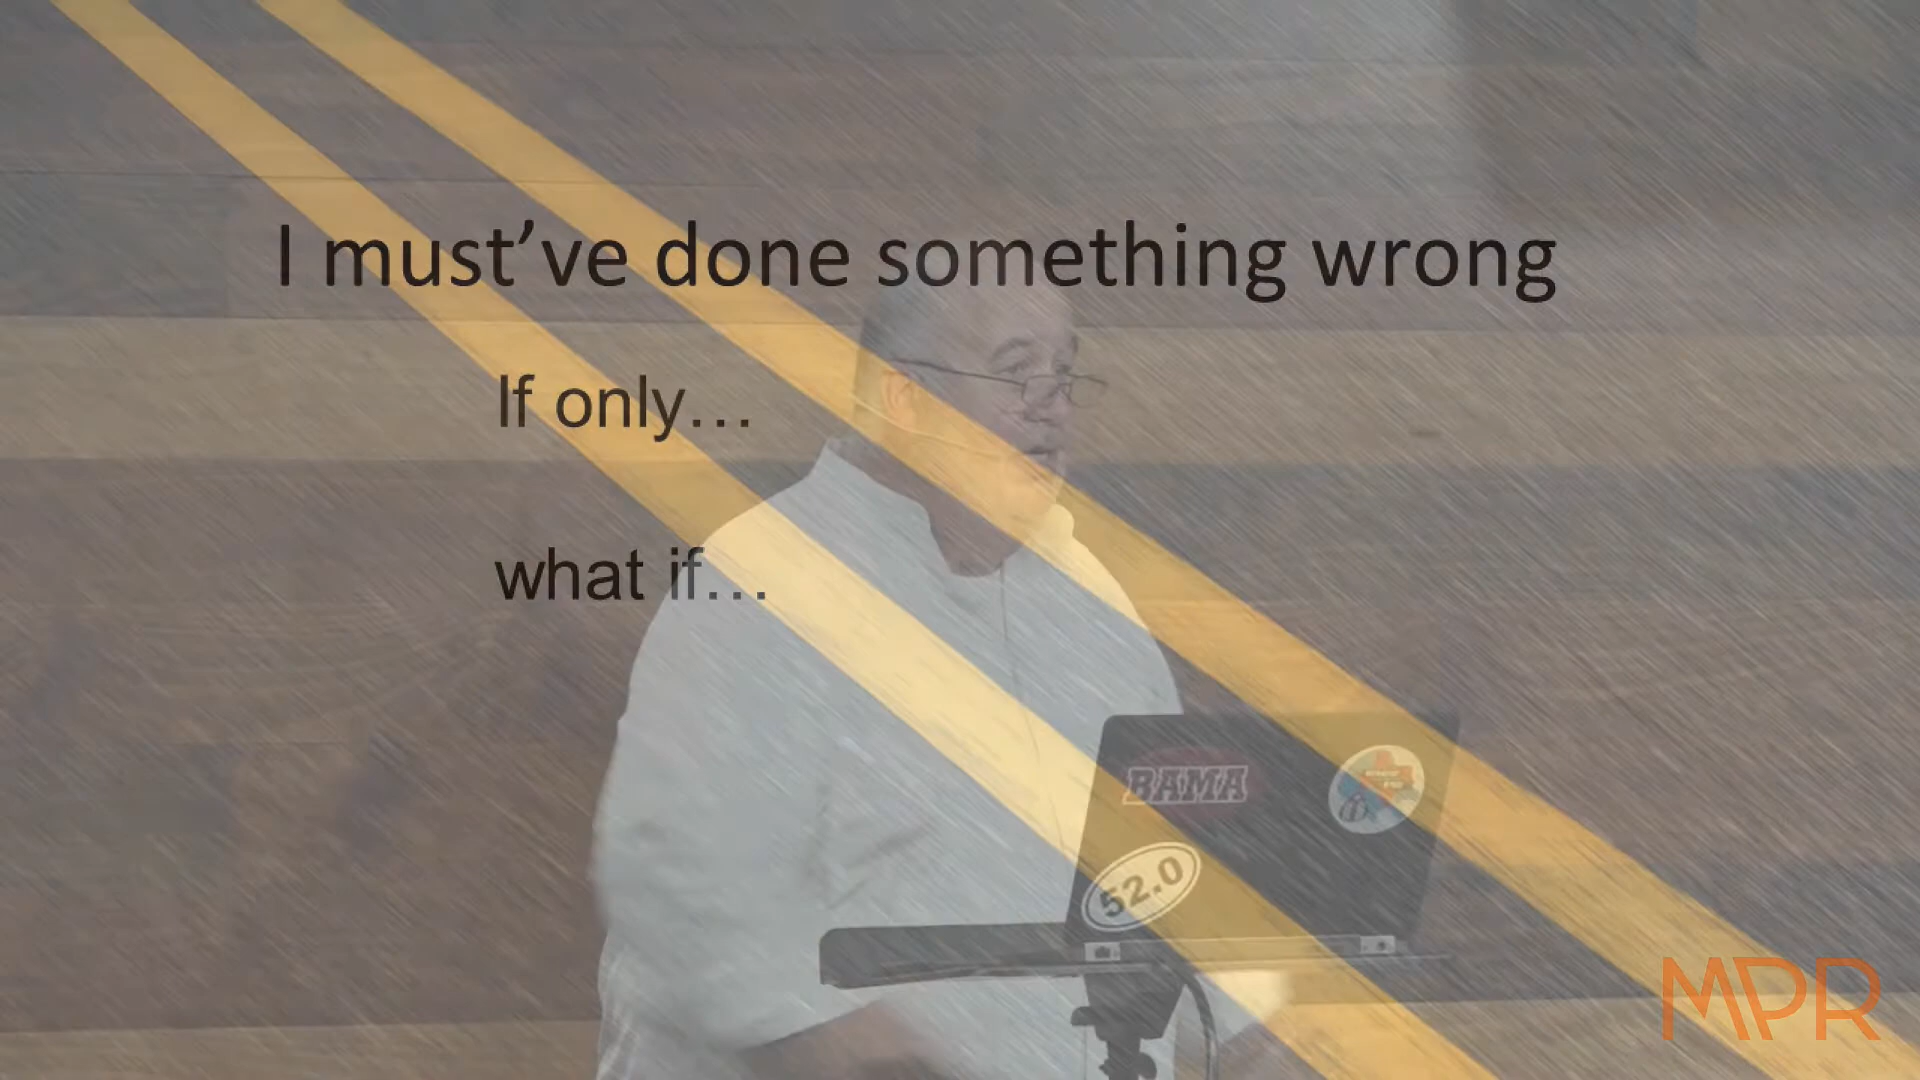 I must’ve done something wrong
If only…
what if…
BAMA
52.0
MPR